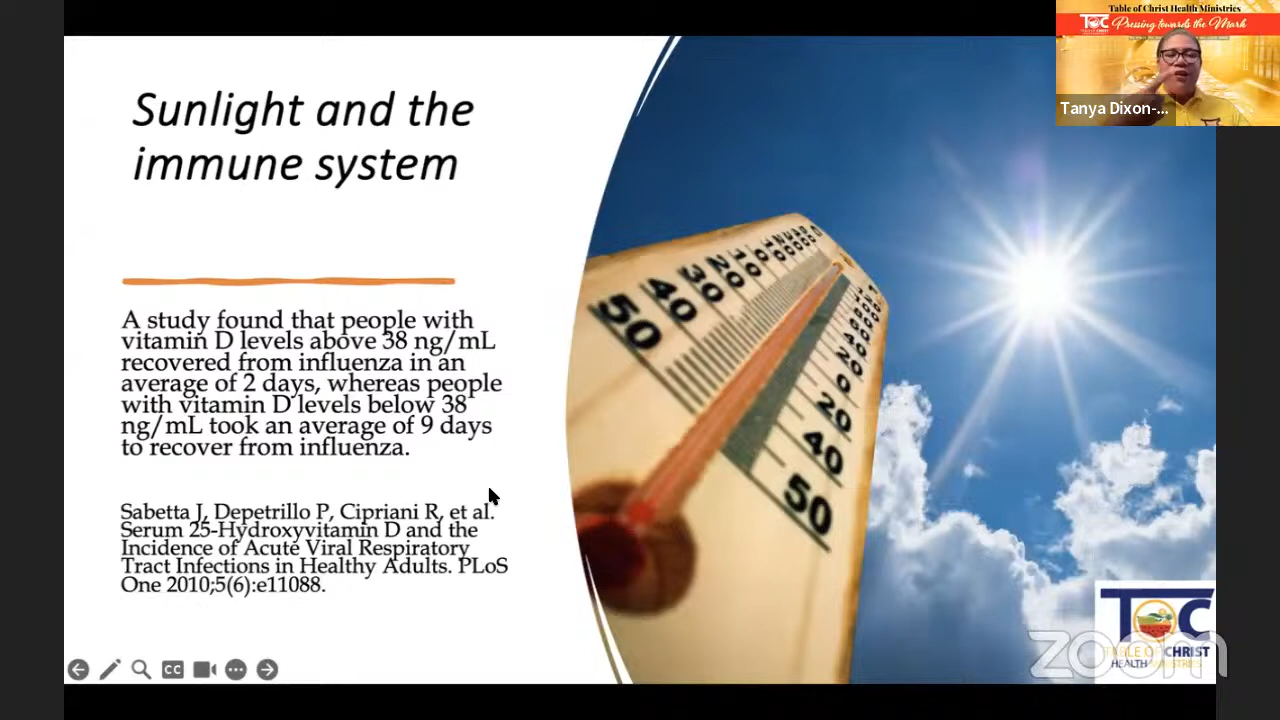 Table of Christ Health Ministries
TOC Pressing towards the Mark
Tanya Dixon-...
Sunlight and the
immune system
A study found that people with
vitamin D levels above 38 ng/mL
recovered from influenza in an
average of 2 days, whereas people
with vitamin D levels below 38
ng/mL took an average of 9 days
to recover from influenza.
Sabetta J, Depetrillo P, Cipriani R, et al.
Serum 25-Hydroxyvitamin D and the
Incidence of Acute Viral Respiratory
Tract Infections in Healthy Adults. PLoS
One 2010;5(6):e11088.
50
40
30
20
10
0
20
0
20
40
50
CC
TOC
TABLE OF CHRIST
HEALTH MINISTRIES
zoom